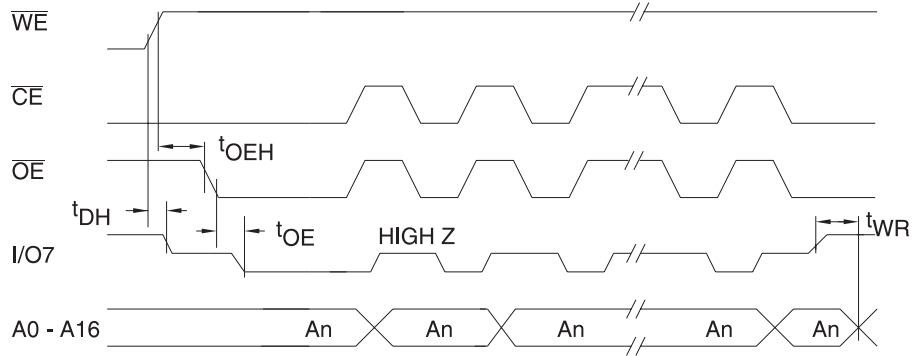 WE
CE
tOEH
OE
tDH
tOE
HIGH Z
tWR
I/O7
A0 - A16 An An An An An